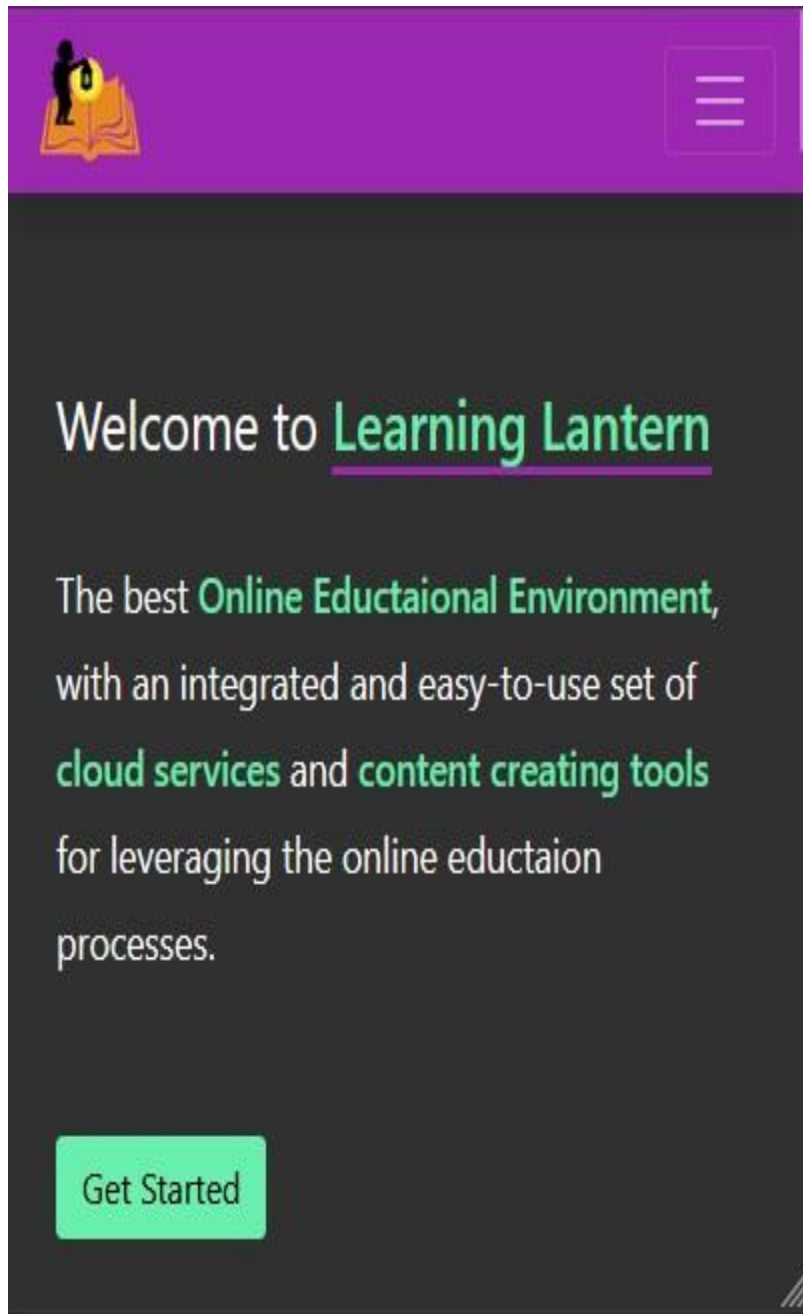 Welcome to Learning Lantern
The best Online Eductaional Environment,
with an integrated and easy-to-use set of
cloud services and content creating tools
for leveraging the online eductaion
processes.
Get Started